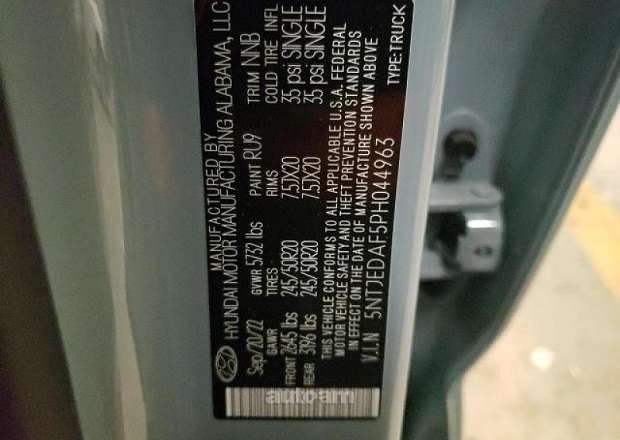 MANUFACTURED BY
HYUNDAI MOTOR MANUFACTURING ALABAMA, LLC
Sep/20/22 GVWR 5732 lbs PAINT RU9 TRIM NNB
GAWR TIRES RIMS COLD TIRE INFL
FRONT 2645 lbs 245/50R20 7.5JX20 35 psi SINGLE
REAR 3196 lbs 245/50R20 7.5JX20 35 psi SINGLE
THIS VEHICLE CONFORMS TO ALL APPLICABLE U.S.A. FEDERAL
MOTOR VEHICLE SAFETY AND THEFT PREVENTION STANDARDS
IN EFFECT ON THE DATE OF MANUFACTURE SHOWN ABOVE
V.I.N 5NTJEDAF5PH044963 TYPE:TRUCK
autoarn